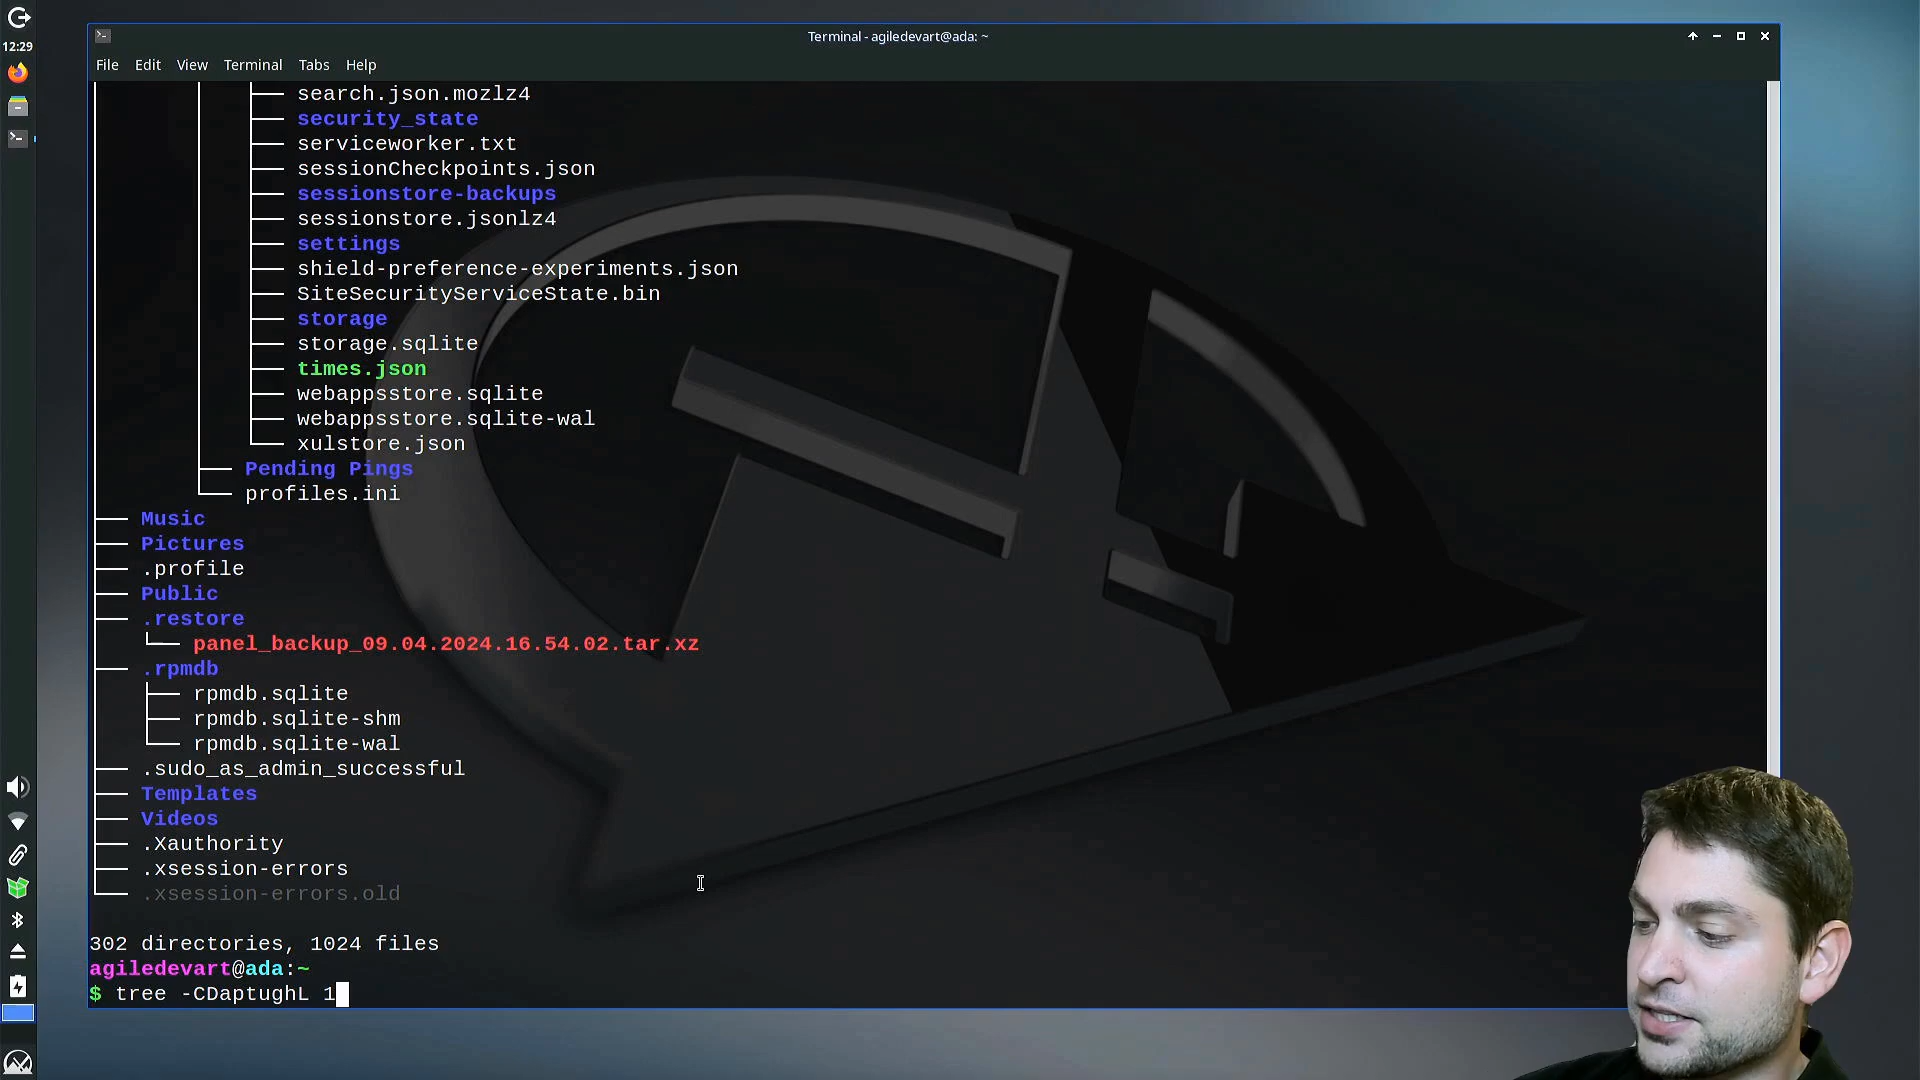 Terminal - agiledevart@ada: ~
12:29
File Edit View Terminal Tabs Help
search.json.mozlz4
security_state
serviceworker.txt
sessionCheckpoints.json
sessionstore-backups
sessionstore.jsonlz4
settings
shield-preference-experiments.json
SiteSecurityServiceState.bin
storage
storage.sqlite
times.json
webappsstore.sqlite
webappsstore.sqlite-wal
xulstore.json
Pending Pings
profiles.ini
Music
Pictures
.profile
Public
.restore
panel_backup_09.04.2024.16.54.02.tar.xz
.rpmdb
rpmdb.sqlite
rpmdb.sqlite-shm
rpmdb.sqlite-wal
.sudo_as_admin_successful
Templates
Videos
.Xauthority
.xsession-errors
.xsession-errors.old
302 directories, 1024 files
agiledevart@ada:~
$ tree -CDaptughL 1